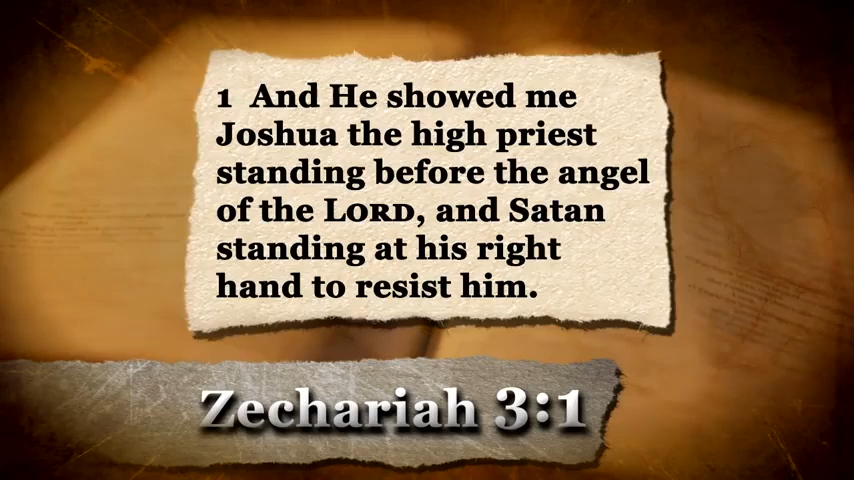 1 And He showed me
Joshua the high priest
standing before the angel
of the LORD, and Satan
standing at his right
hand to resist him.
Zechariah 3:1